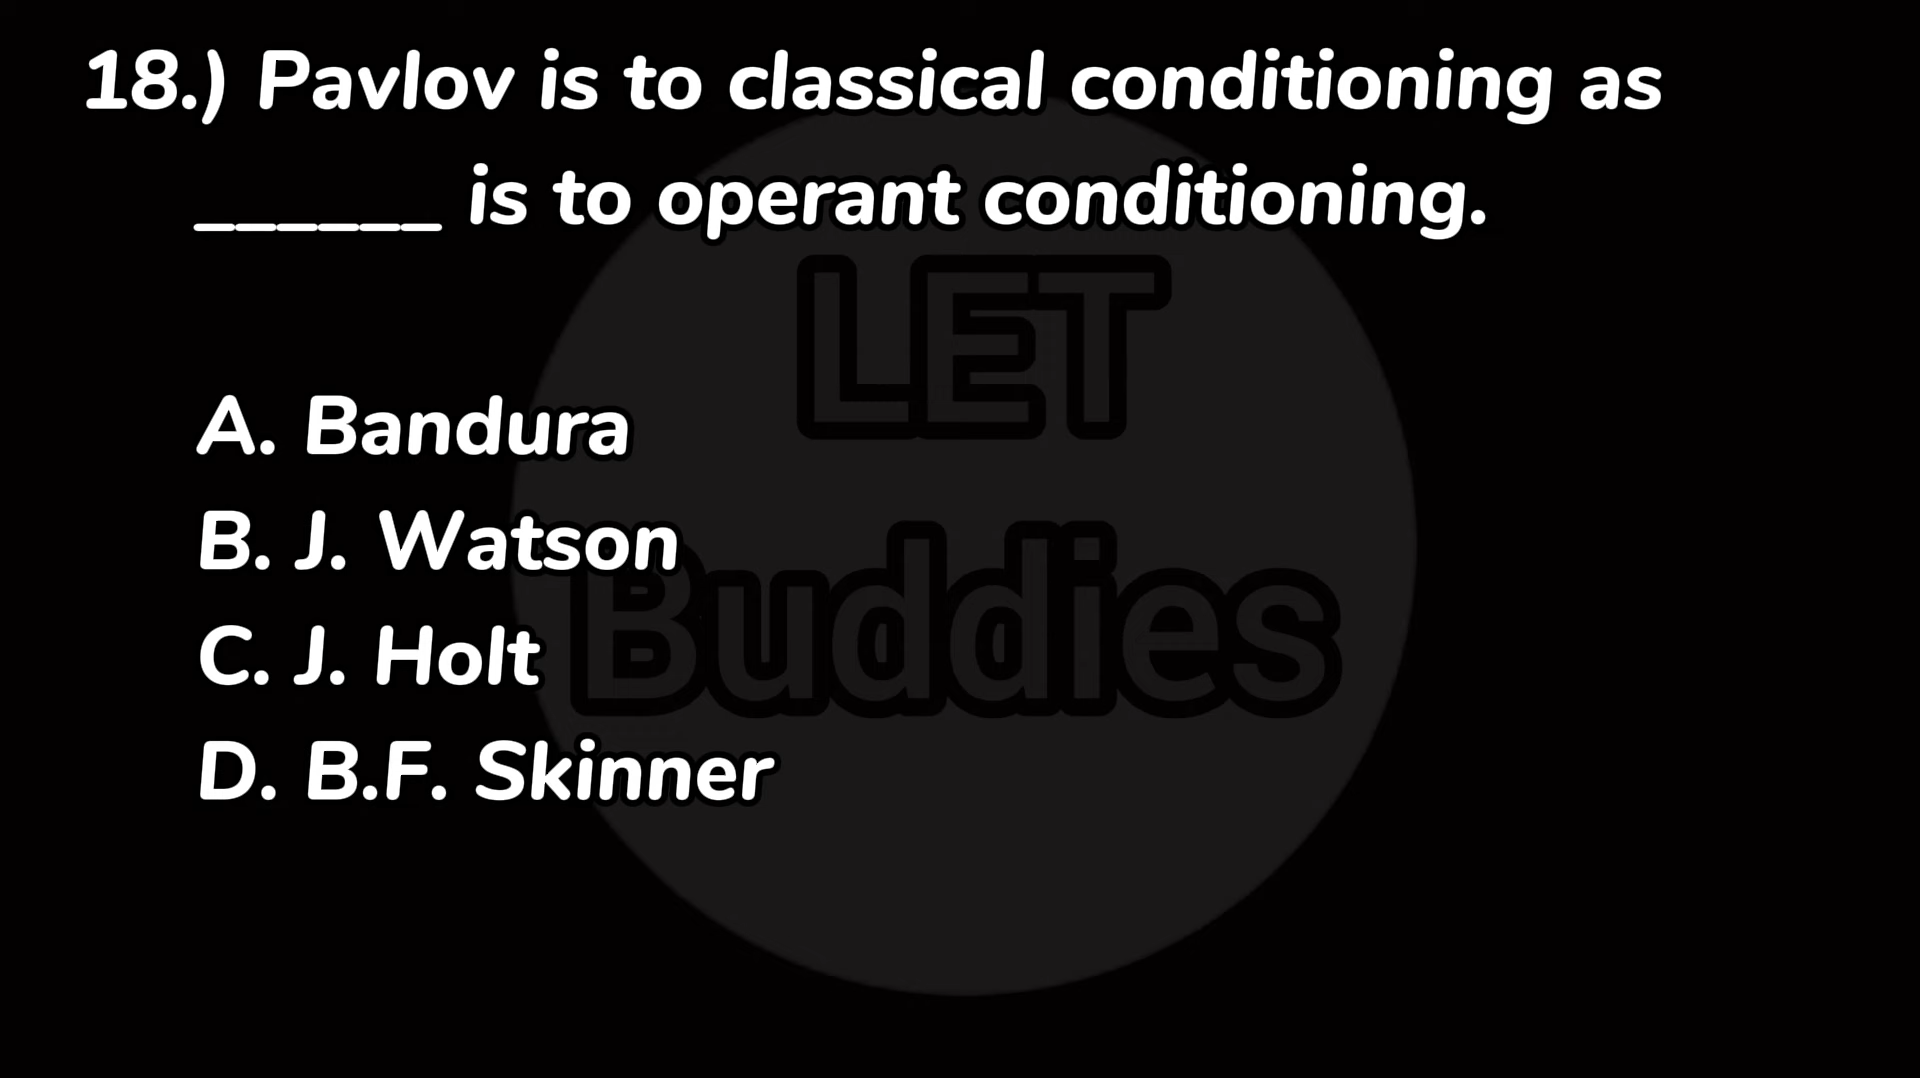 18.) Pavlov is to classical conditioning as
______ is to operant conditioning.
LET
A. Bandura
B. J. Watson
Buddies
C. J. Holt
D. B.F. Skinner